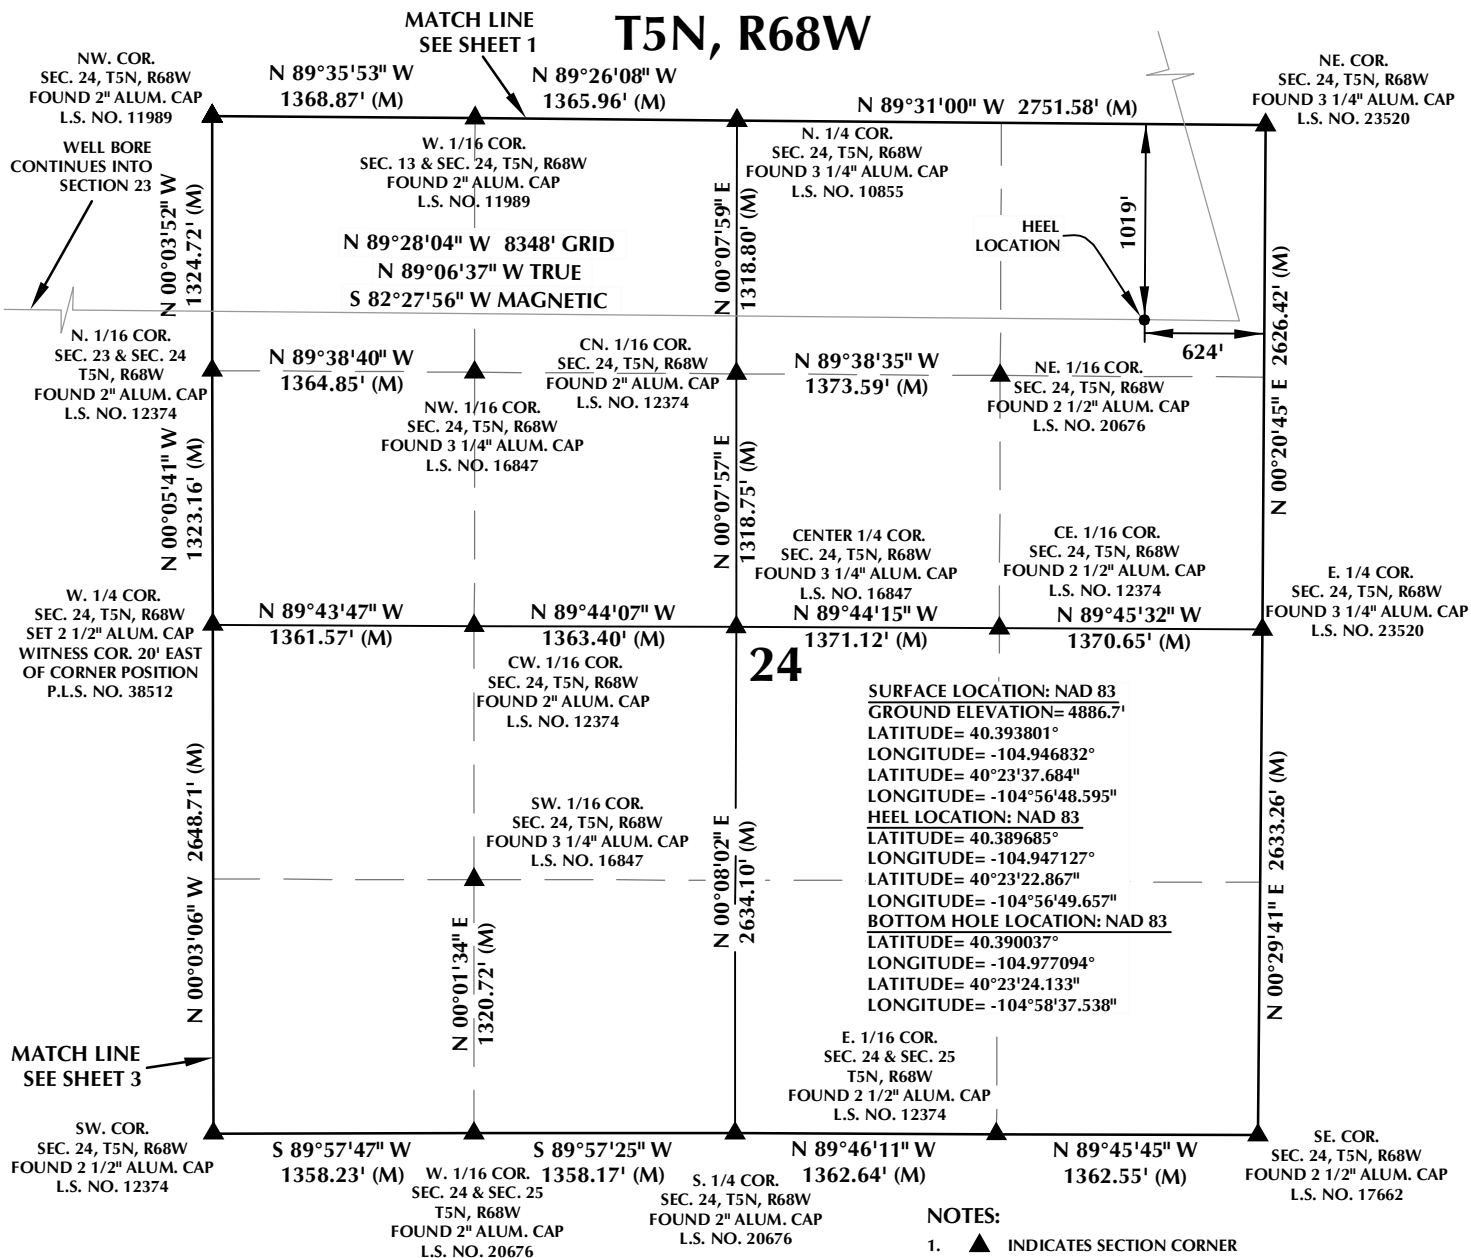 MATCH LINE
SEE SHEET 1
T5N, R68W
NW. COR.
SEC. 24, T5N, R68W
FOUND 2" ALUM. CAP
L.S. NO. 11989
N 89°35'53" W
1368.87' (M)
N 89°26'08" W
1365.96' (M)
N 89°31'00" W 2751.58' (M)
NE. COR.
SEC. 24, T5N, R68W
FOUND 3 1/4" ALUM. CAP
L.S. NO. 23520
WELL BORE
CONTINUES INTO
SECTION 23
W. 1/16 COR.
SEC. 13 & SEC. 24, T5N, R68W
FOUND 2" ALUM. CAP
L.S. NO. 11989
N. 1/4 COR.
SEC. 24, T5N, R68W
FOUND 3 1/4" ALUM. CAP
L.S. NO. 10855
N 00°03'52" W
1324.72' (M)
N 00°07'59" E
1318.80' (M)
N 89°28'04" W 8348' GRID
N 89°06'37" W TRUE
S 82°27'56" W MAGNETIC
HEEL
LOCATION
1019'
624'
N 00°20'45" E 2626.42' (M)
N. 1/16 COR.
SEC. 23 & SEC. 24
T5N, R68W
FOUND 2" ALUM. CAP
L.S. NO. 12374
N 89°38'40" W
1364.85' (M)
CN. 1/16 COR.
SEC. 24, T5N, R68W
FOUND 2" ALUM. CAP
L.S. NO. 12374
N 89°38'35" W
1373.59' (M)
NE. 1/16 COR.
SEC. 24, T5N, R68W
FOUND 2 1/2" ALUM. CAP
L.S. NO. 20676
NW. 1/16 COR.
SEC. 24, T5N, R68W
FOUND 3 1/4" ALUM. CAP
L.S. NO. 16847
N 00°05'41" W
1323.16' (M)
N 00°07'57" E
1318.75' (M)
CENTER 1/4 COR.
SEC. 24, T5N, R68W
FOUND 3 1/4" ALUM. CAP
L.S. NO. 16847
CE. 1/16 COR.
SEC. 24, T5N, R68W
FOUND 2 1/2" ALUM. CAP
L.S. NO. 12374
E. 1/4 COR.
SEC. 24, T5N, R68W
FOUND 3 1/4" ALUM. CAP
L.S. NO. 23520
W. 1/4 COR.
SEC. 24, T5N, R68W
SET 2 1/2" ALUM. CAP
WITNESS COR. 20' EAST
OF CORNER POSITION
P.L.S. NO. 38512
N 89°43'47" W
1361.57' (M)
N 89°44'07" W
1363.40' (M)
N 89°44'15" W
1371.12' (M)
N 89°45'32" W
1370.65' (M)
24
CW. 1/16 COR.
SEC. 24, T5N, R68W
FOUND 2" ALUM. CAP
L.S. NO. 12374
SURFACE LOCATION: NAD 83
GROUND ELEVATION= 4886.7'
LATITUDE= 40.393801°
LONGITUDE= -104.946832°
LATITUDE= 40°23'37.684"
LONGITUDE= -104°56'48.595"
HEEL LOCATION: NAD 83
LATITUDE= 40.389685°
LONGITUDE= -104.947127°
LATITUDE= 40°23'22.867"
LONGITUDE= -104°56'49.657"
BOTTOM HOLE LOCATION: NAD 83
LATITUDE= 40.390037°
LONGITUDE= -104.977094°
LATITUDE= 40°23'24.133"
LONGITUDE= -104°58'37.538"
N 00°03'06" W 2648.71' (M)
SW. 1/16 COR.
SEC. 24, T5N, R68W
FOUND 3 1/4" ALUM. CAP
L.S. NO. 16847
N 00°08'02" E
2634.10' (M)
N 00°29'41" E 2633.26' (M)
N 00°01'34" E
1320.72' (M)
MATCH LINE
SEE SHEET 3
E. 1/16 COR.
SEC. 24 & SEC. 25
T5N, R68W
FOUND 2 1/2" ALUM. CAP
L.S. NO. 12374
SW. COR.
SEC. 24, T5N, R68W
FOUND 2 1/2" ALUM. CAP
L.S. NO. 12374
S 89°57'47" W
1358.23' (M)
S 89°57'25" W
1358.17' (M)
N 89°46'11" W
1362.64' (M)
N 89°45'45" W
1362.55' (M)
SE. COR.
SEC. 24, T5N, R68W
FOUND 2 1/2" ALUM. CAP
L.S. NO. 17662
W. 1/16 COR.
SEC. 24 & SEC. 25
T5N, R68W
FOUND 2" ALUM. CAP
L.S. NO. 20676
S. 1/4 COR.
SEC. 24, T5N, R68W
FOUND 2" ALUM. CAP
L.S. NO. 20676
NOTES:
1. ▲ INDICATES SECTION CORNER